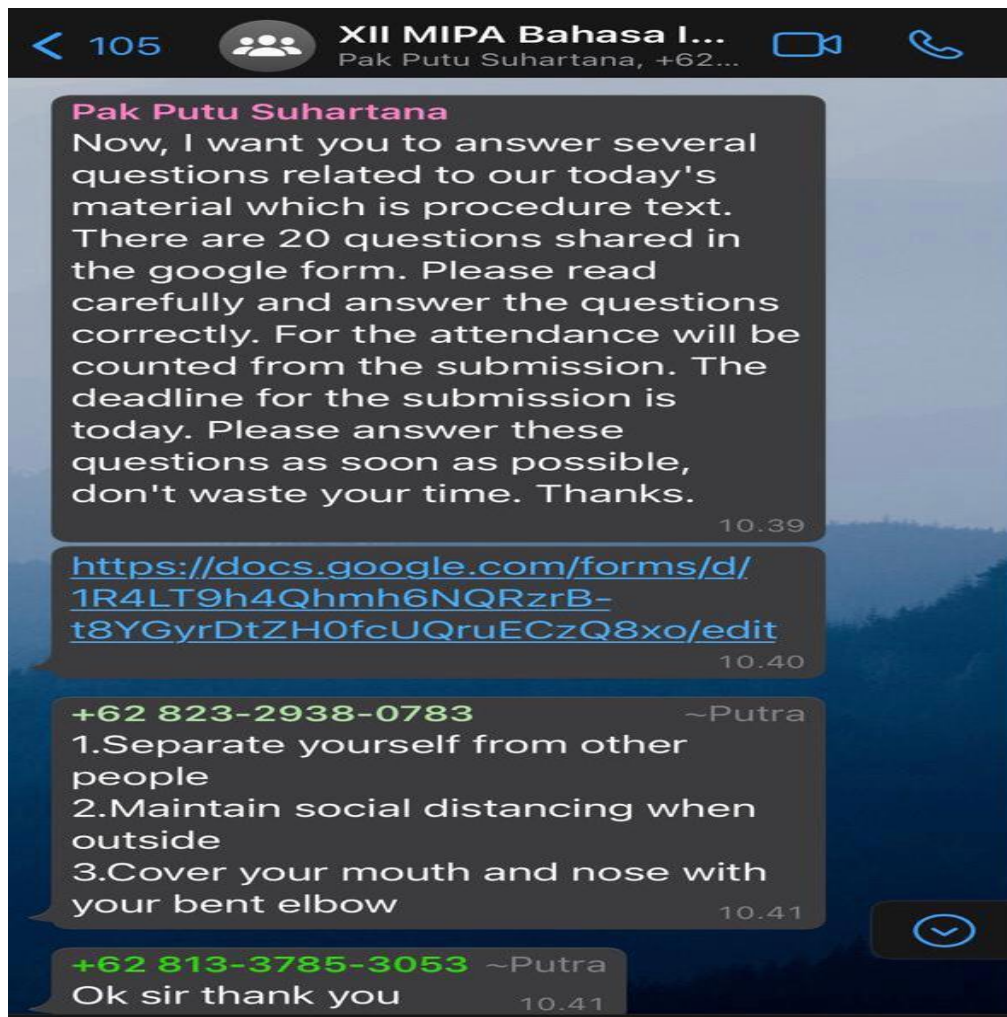 105
XII MIPA Bahasa I...
Pak Putu Suhartana, +62...
Pak Putu Suhartana
Now, I want you to answer several
questions related to our today's
material which is procedure text.
There are 20 questions shared in
the google form. Please read
carefully and answer the questions
correctly. For the attendance will be
counted from the submission. The
deadline for the submission is
today. Please answer these
questions as soon as possible,
don't waste your time. Thanks.
10.39
https://docs.google.com/forms/d/
1R4LT9h4Qhmh6NQRzrB-
t8YGyrDtZH0fcUQruECzQ8xo/edit
10.40
+62 823-2938-0783 ~Putra
1.Separate yourself from other
people
2.Maintain social distancing when
outside
3.Cover your mouth and nose with
your bent elbow
10.41
+62 813-3785-3053 ~Putra
Ok sir thank you
10.41